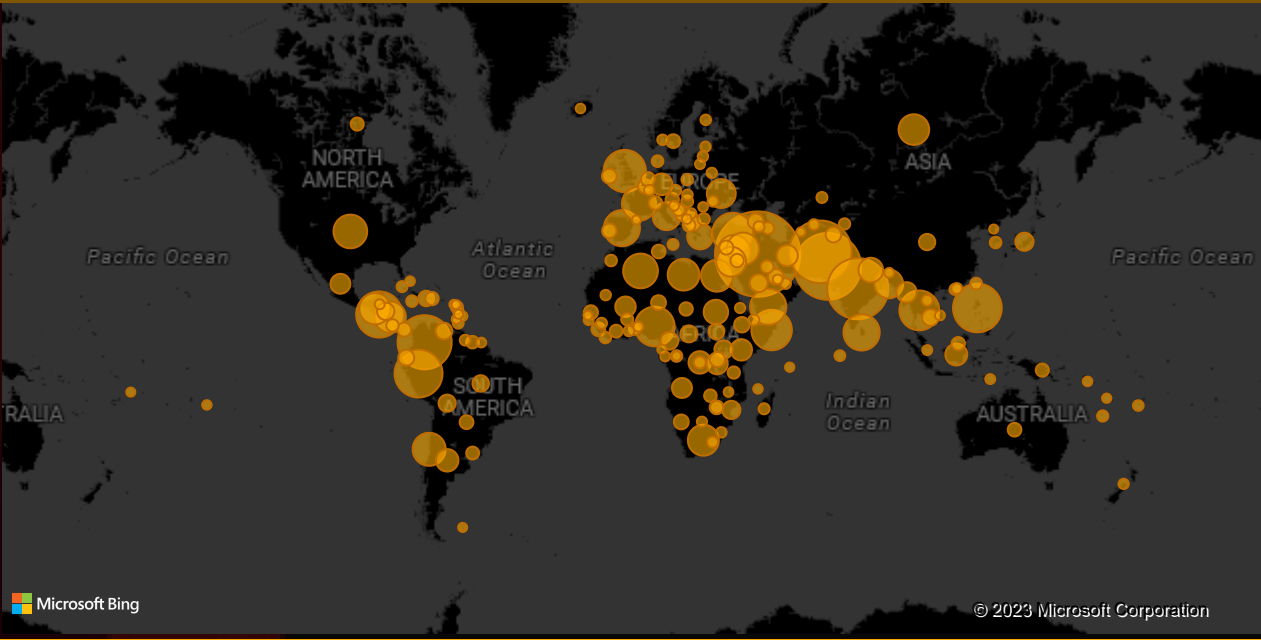 NORTH
AMERICA
ASIA
EUROPE
Atlantic
Ocean
Pacific Ocean
Pacific Ocean
AFRICA
SOUTH
AMERICA
Indian
Ocean
TRALIA
AUSTRALIA
Microsoft Bing
© 2023 Microsoft Corporation